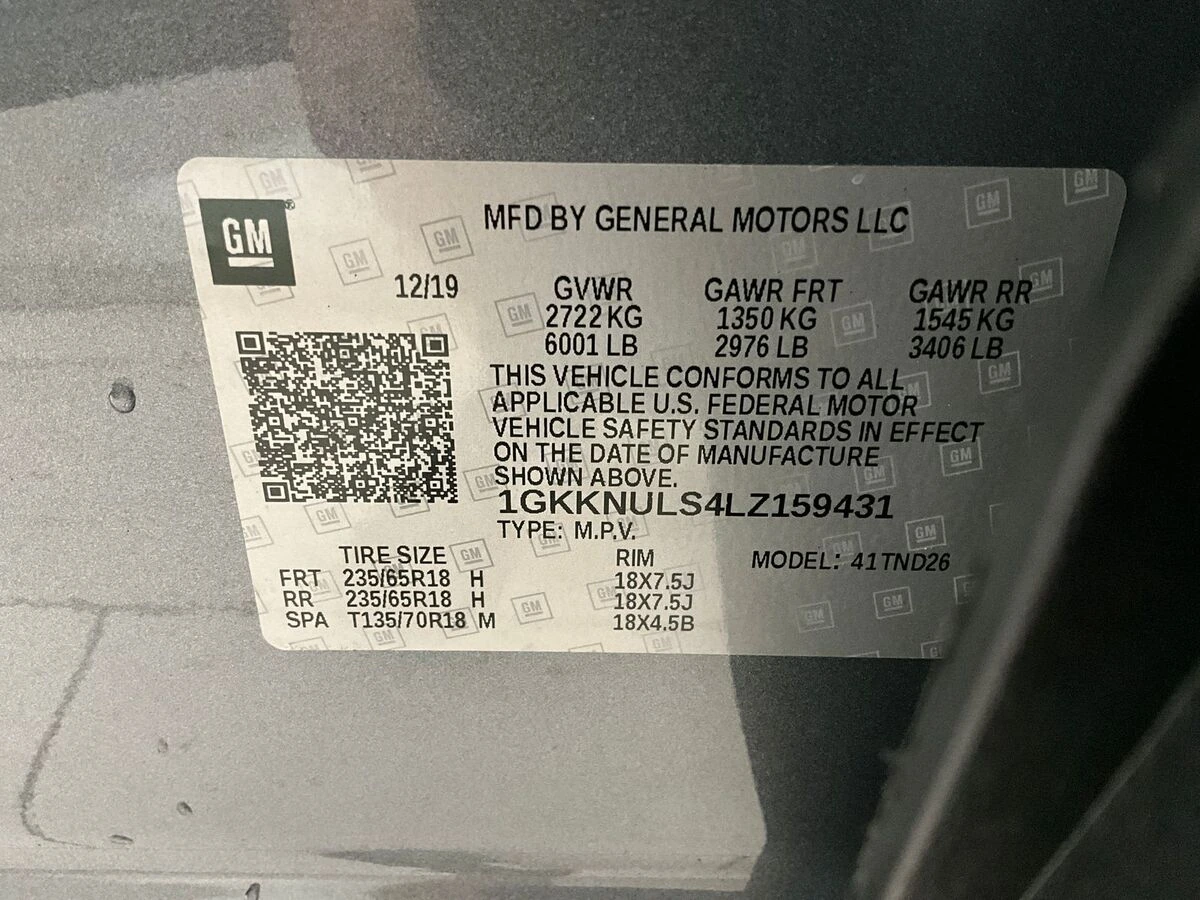 GM®
MFD BY GENERAL MOTORS LLC
12/19
GVWR GAWR FRT GAWR RR
2722 KG 1350 KG 1545 KG
6001 LB 2976 LB 3406 LB
THIS VEHICLE CONFORMS TO ALL
APPLICABLE U.S. FEDERAL MOTOR
VEHICLE SAFETY STANDARDS IN EFFECT
ON THE DATE OF MANUFACTURE
SHOWN ABOVE.
1GKKNULS4LZ159431
TYPE: M.P.V.
TIRE SIZE RIM MODEL: 41TND26
FRT 235/65R18 H 18X7.5J
RR 235/65R18 H 18X7.5J
SPA T135/70R18 M 18X4.5B